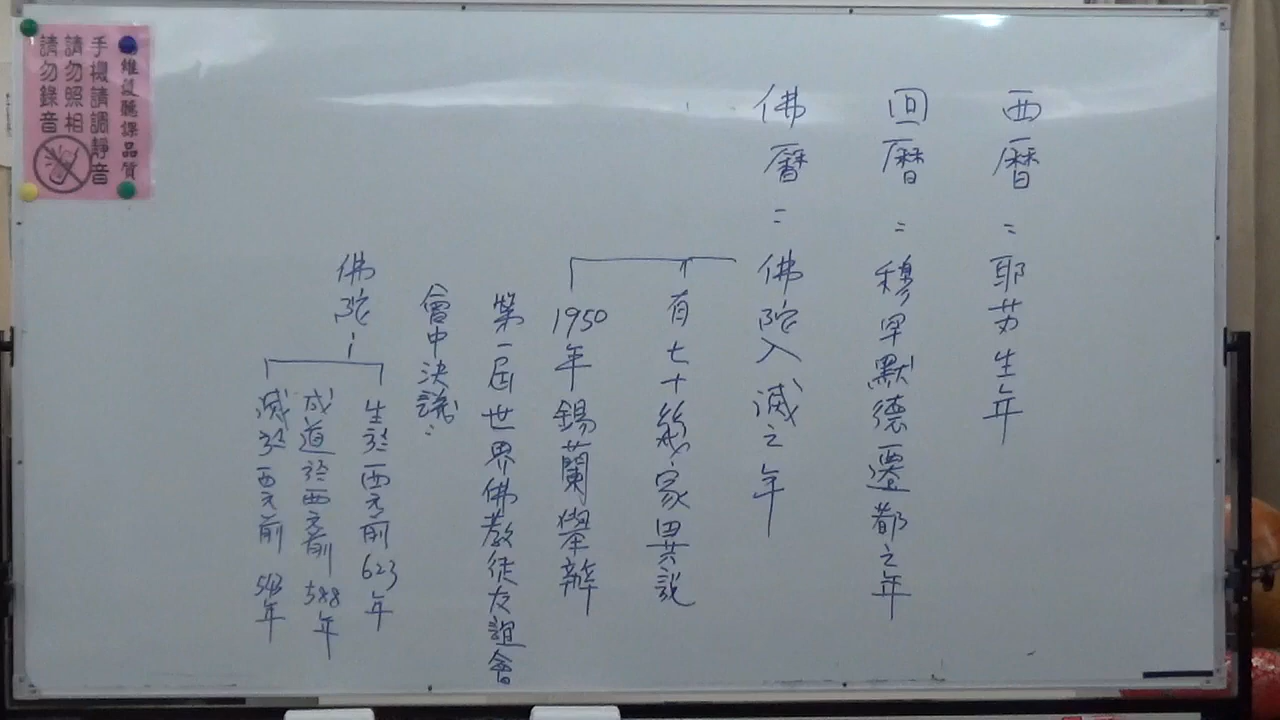 西曆:耶穌生年
回曆:穆罕默德遷都之年
佛曆:佛陀入滅之年
有七十幾家異說
1950年錫蘭舉辦
第一屆世界佛教徒友誼會
會中決議:
佛陀:
生於西元前623年
成道於西元前588年
滅於西元前543年
維護聽課品質
手機請調靜音
請勿照相
請勿錄音